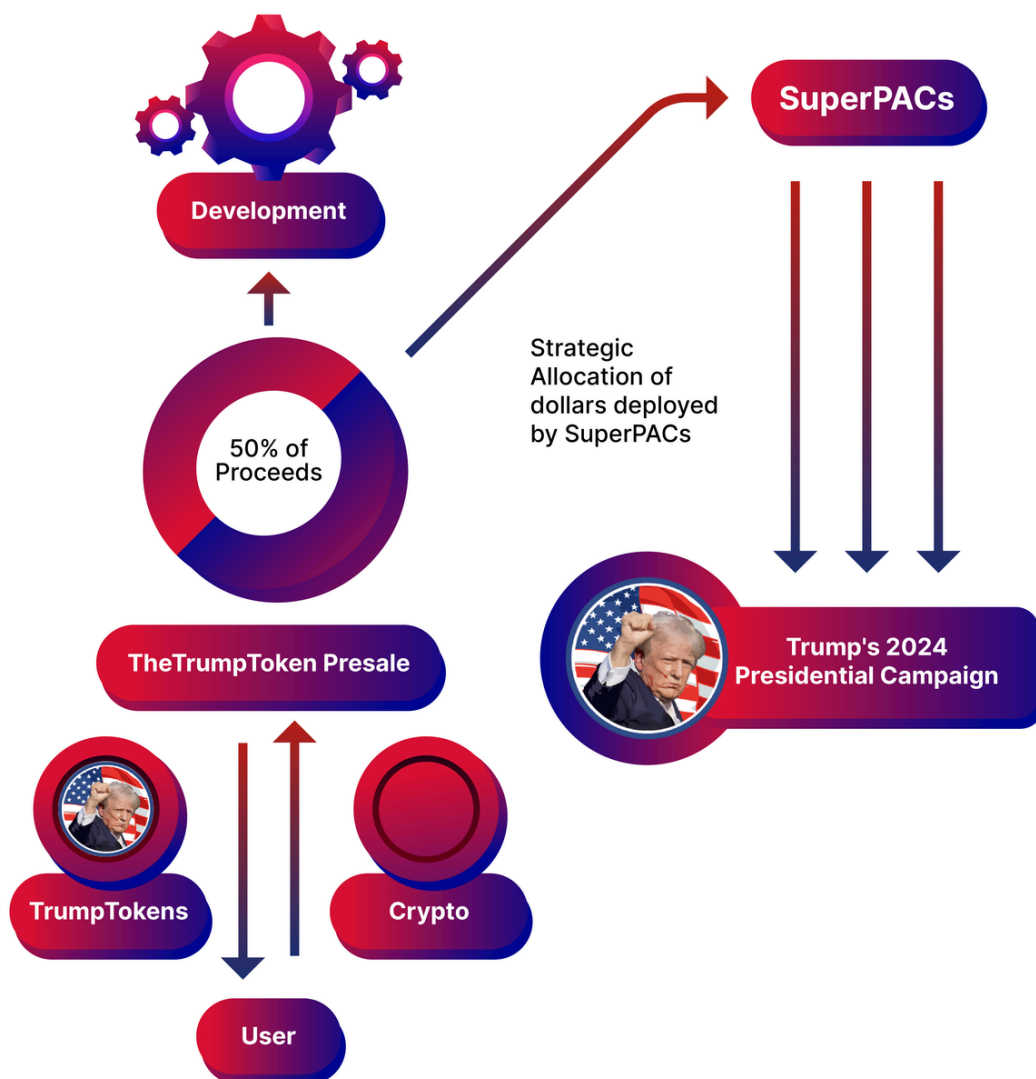 Development
SuperPACs
50% of
Proceeds
Strategic
Allocation of
dollars deployed
by SuperPACs
TheTrumpToken Presale
Trump's 2024
Presidential Campaign
TrumpTokens
Crypto
User